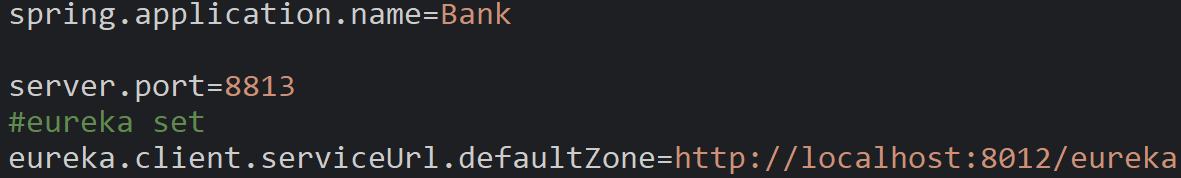 spring.application.name=Bank
server.port=8813
#eureka set
eureka.client.serviceUrl.defaultZone=http://localhost:8012/eureka